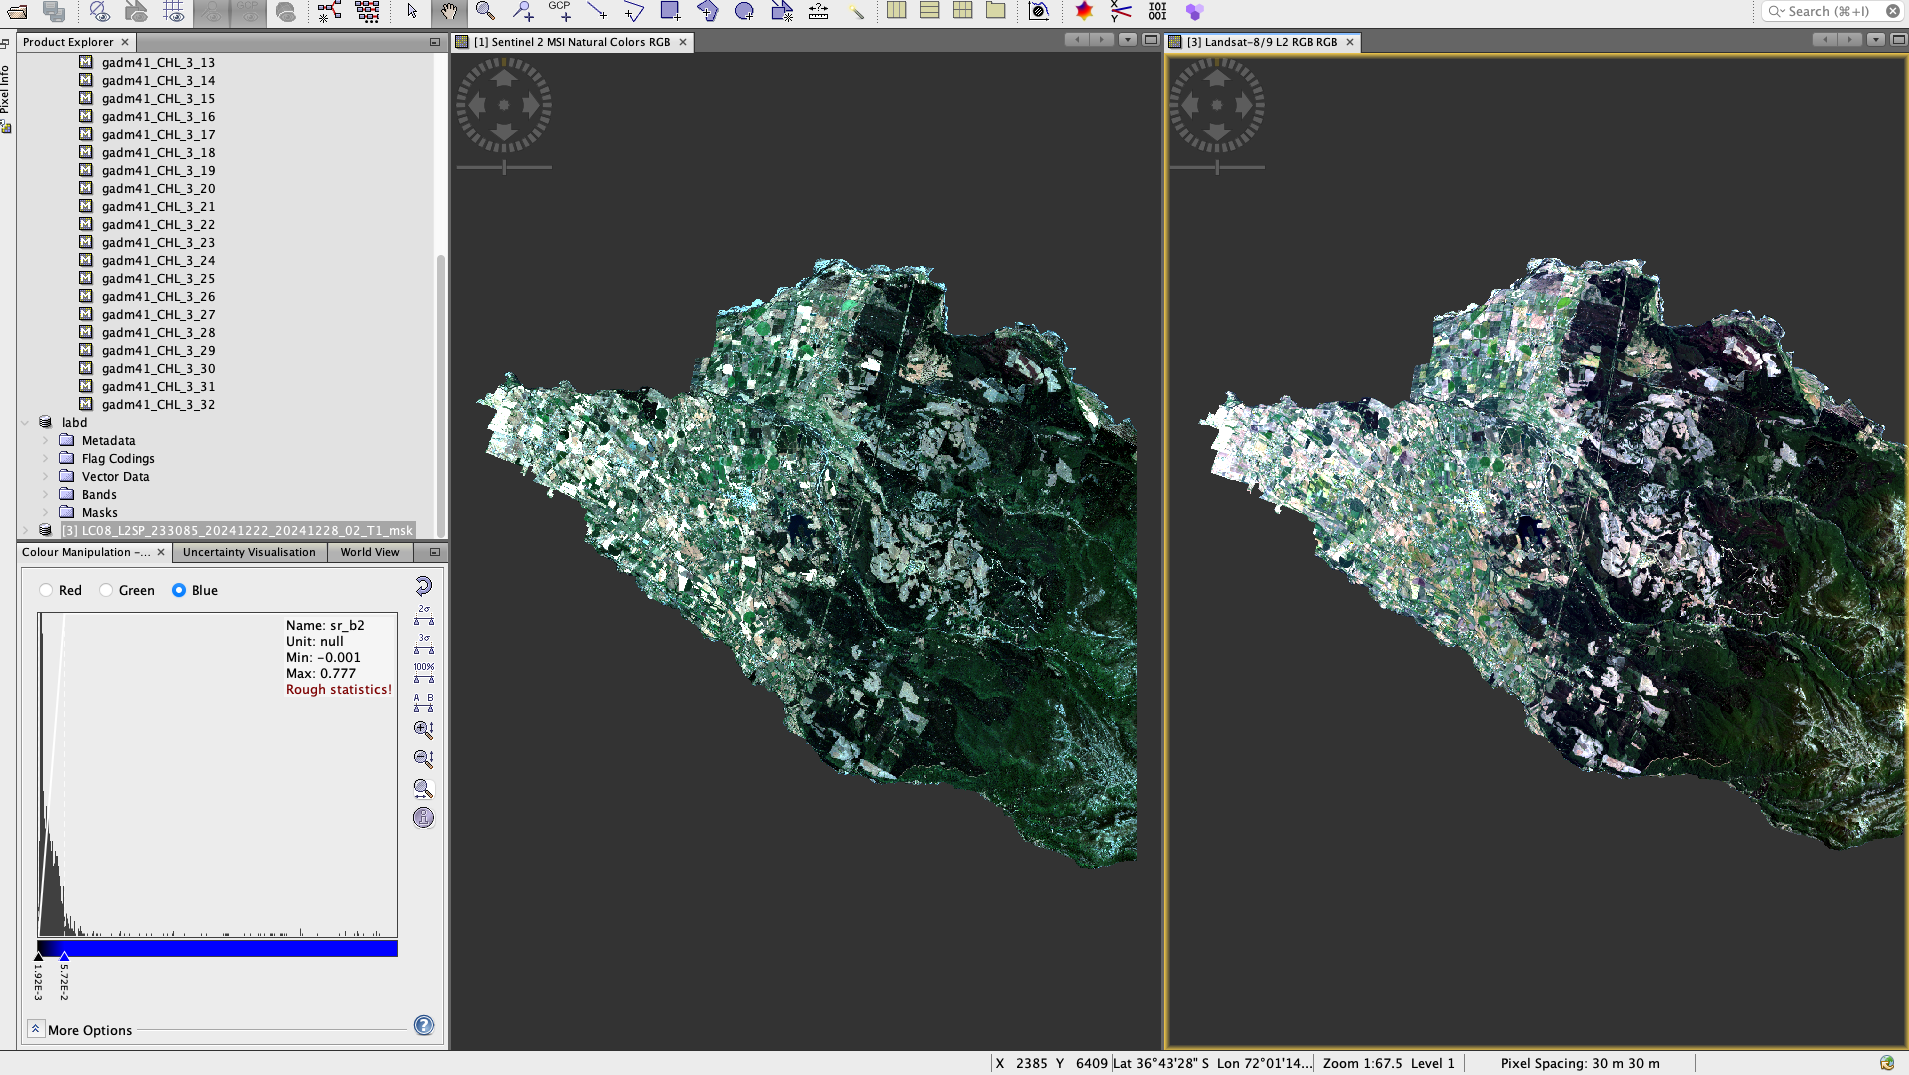 GCP
GCP
X
Y
IOI
OOI
Search (⌘+I)
Pixel Info
Product Explorer
[1] Sentinel 2 MSI Natural Colors RGB
[3] Landsat-8/9 L2 RGB RGB
gadm41_CHL_3_13
gadm41_CHL_3_14
gadm41_CHL_3_15
gadm41_CHL_3_16
gadm41_CHL_3_17
gadm41_CHL_3_18
gadm41_CHL_3_19
gadm41_CHL_3_20
gadm41_CHL_3_21
gadm41_CHL_3_22
gadm41_CHL_3_23
gadm41_CHL_3_24
gadm41_CHL_3_25
gadm41_CHL_3_26
gadm41_CHL_3_27
gadm41_CHL_3_28
gadm41_CHL_3_29
gadm41_CHL_3_30
gadm41_CHL_3_31
gadm41_CHL_3_32
labd
Metadata
Flag Codings
Vector Data
Bands
Masks
[3] LC08_L2SP_233085_20241222_20241228_02_T1_msk
Colour Manipulation -... Uncertainty Visualisation World View
Red Green Blue
Name: sr_b2
Unit: null
Min: -0.001
Max: 0.777
Rough statistics!
2σ
3σ
100%
A B
1.92E-3
5.72E-2
More Options
X 2385 Y 6409 Lat 36°43'28" S Lon 72°01'14... Zoom 1:67.5 Level 1 Pixel Spacing: 30 m 30 m